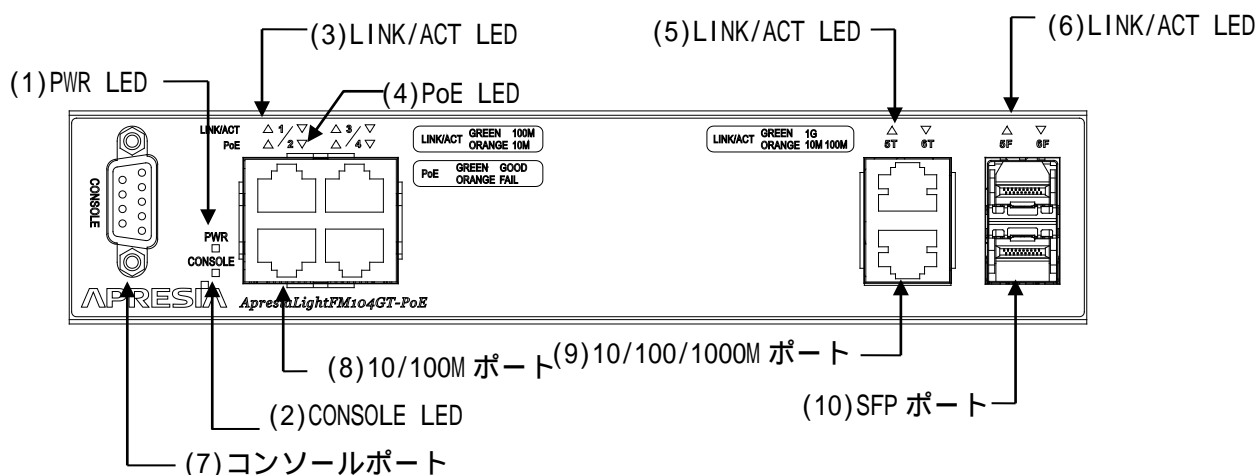 (3)LINK/ACT LED
(5)LINK/ACT LED
(6)LINK/ACT LED
(1)PWR LED
(4)PoE LED
LINK/ACT △ 1 ／ ▽ △ 3 ／ ▽
PoE △ 2 ▽ △ 4 ▽
LINK/ACT GREEN 100M
ORANGE 10M
PoE GREEN GOOD
ORANGE FAIL
LINK/ACT GREEN 1G
ORANGE 10M 100M
△ ▽
5T 6T
△ ▽
5F 6F
CONSOLE
PWR
CONSOLE
APRESIA
ApresiaLightFM104GT-PoE
(8)10/100M ポート
(9)10/100/1000M ポート
(2)CONSOLE LED
(10)SFP ポート
(7)コンソールポート